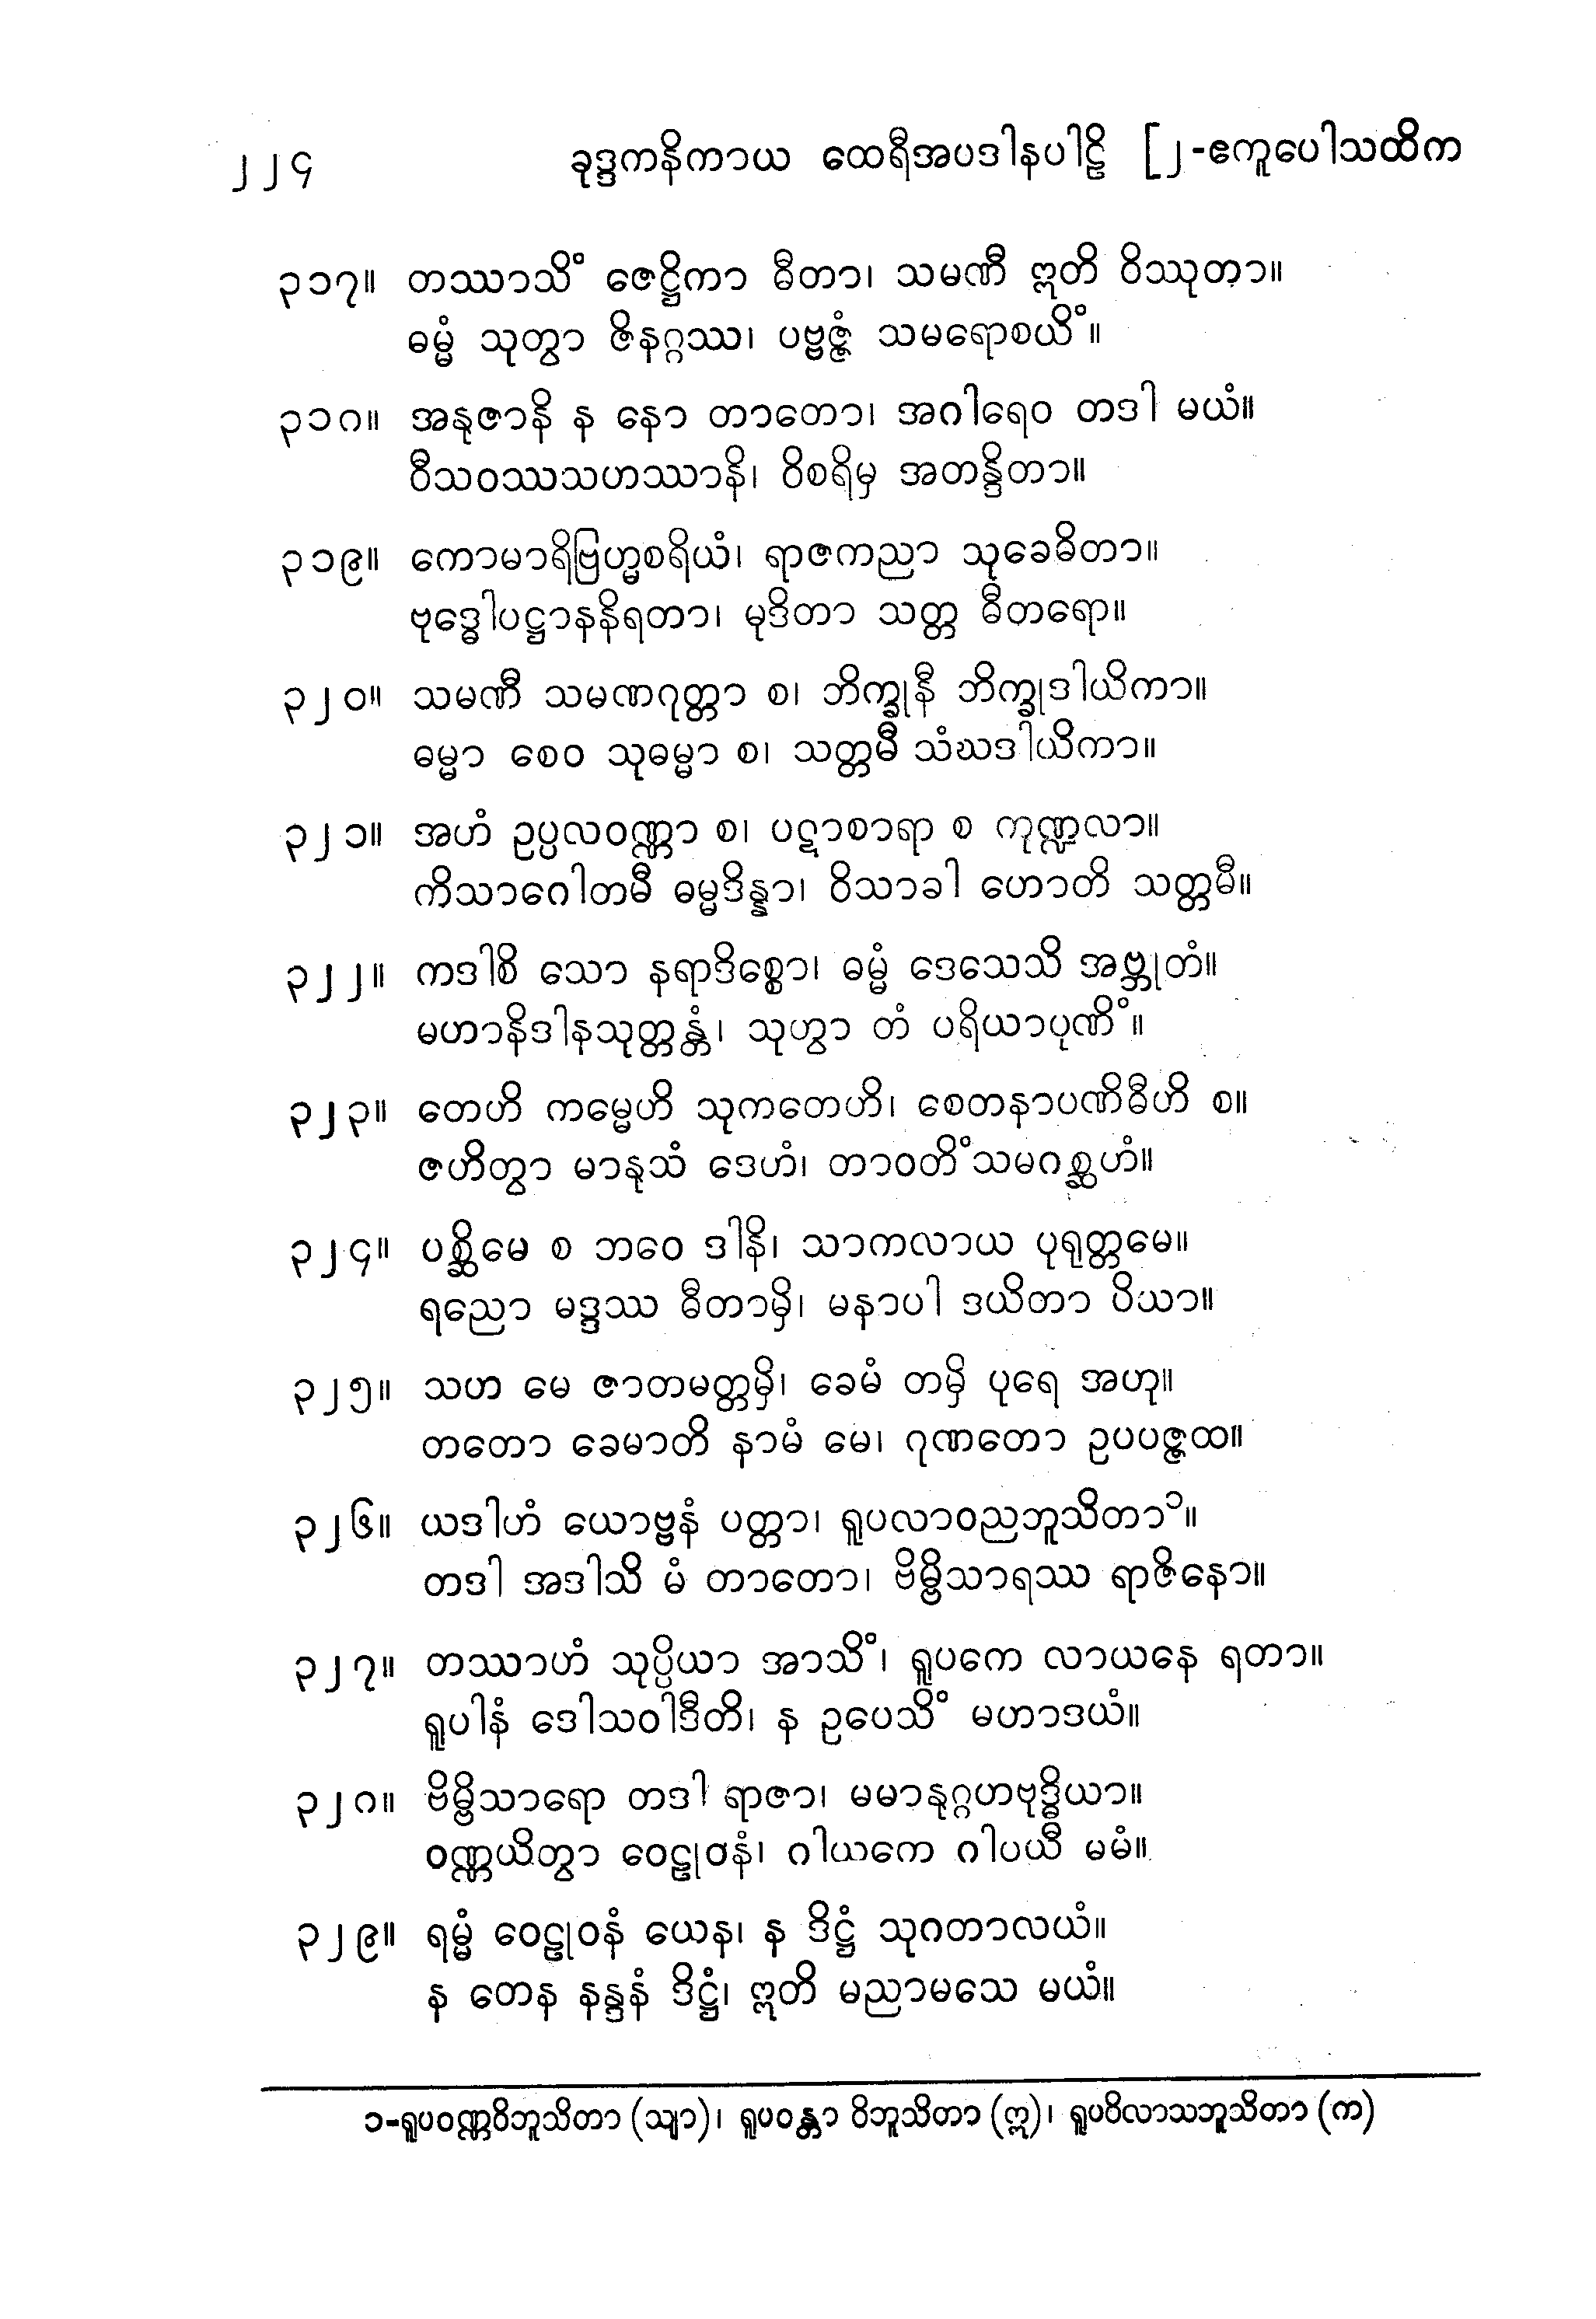 ၂၂၄ ခုဒ္ဒကနိကာယ ထေရီအပဒါနပါဠိ [၂-ဧကူပေါသထိက
၃၁၇။ တဿာသိံ ဇေဋ္ဌိကာ ဓီတာ၊ သမဏီ ဣတိ ဝိဿုတာ။
ဓမ္မံ သုတွာ ဇိနဂ္ဂဿ၊ ပဗ္ဗဇ္ဇံ သမရောစယိံ။
၃၁၈။ အနုဇာနိ န နော တာတော၊ အဂါရေဝ တဒါ မယံ။
ဝီသဝဿသဟဿာနိ၊ ဝိစရိမှ အတန္ဒိတာ။
၃၁၉။ ကောမာရိဗြဟ္မစရိယံ၊ ရာဇကညာ သုခေဓိတာ။
ဗုဒ္ဓေါပဋ္ဌာနနိရတာ၊ မုဒိတာ သတ္တ ဓီတရော။
၃၂၀။ သမဏီ သမဏဂုတ္တာ စ၊ ဘိက္ခုနီ ဘိက္ခုဒါယိကာ။
ဓမ္မာ စေဝ သုဓမ္မာ စ၊ သတ္တမီ သံဃဒါယိကာ။
၃၂၁။ အဟံ ဥပ္ပလဝဏ္ဏာ စ၊ ပဋာစာရာ စ ကုဏ္ဍလာ။
ကိသာဂေါတမီ ဓမ္မဒိန္နာ၊ ဝိသာခါ ဟောတိ သတ္တမီ။
၃၂၂။ ကဒါစိ သော နရာဒိစ္စော၊ ဓမ္မံ ဒေသေသိ အဗ္ဘုတံ။
မဟာနိဒါနသုတ္တန္တံ၊ သုဟွာ တံ ပရိယာပုဏိံ။
၃၂၃။ တေဟိ ကမ္မေဟိ သုကတေဟိ၊ စေတနာပဏိဓီဟိ စ။
ဇဟိတွာ မာနုသံ ဒေဟံ၊ တာဝတိံသမဂစ္ဆဟံ။
၃၂၄။ ပစ္ဆိမေ စ ဘဝေ ဒါနိ၊ သာကလာယ ပုရုတ္တမေ။
ရညော မဒ္ဒဿ ဓီတာမှိ၊ မနာပါ ဒယိတာ ပိယာ။
၃၂၅။ သဟ မေ ဇာတမတ္တမှိ၊ ခေမံ တမှိ ပုရေ အဟု။
တတော ခေမာတိ နာမံ မေ၊ ဂုဏတော ဥပပဇ္ဇထ။
၃၂၆။ ယဒါဟံ ယောဗ္ဗနံ ပတ္တာ၊ ရူပလာဝညဘူသိတာ၁။
တဒါ အဒါသိ မံ တာတော၊ ဗိမ္ဗိသာရဿ ရာဇိနော။
၃၂၇။ တဿာဟံ သုပ္ပိယာ အာသိံ၊ ရူပကေ လာယနေ ရတာ။
ရူပါနံ ဒေါသဝါဒီတိ၊ န ဥပေသိံ မဟာဒယံ။
၃၂၈။ ဗိမ္ဗိသာရော တဒါ ရာဇာ၊ မမာနုဂ္ဂဟဗုဒ္ဓိယာ။
ဝဏ္ဏယိတွာ ဝေဠုဝနံ၊ ဂါယကေ ဂါပယီ မမံ။
၃၂၉။ ရမ္မံ ဝေဠုဝနံ ယေန၊ န ဒိဋ္ဌံ သုဂတာလယံ။
န တေန နန္ဒနံ ဒိဋ္ဌံ၊ ဣတိ မညာမသေ မယံ။
၁-ရူပဝဏ္ဏဝိဘူသိတာ (သျာ)၊ ရူပဝန္တာ ဝိဘူသိတာ (ဣ)၊ ရူပဝိလာသဘူသိတာ (က)